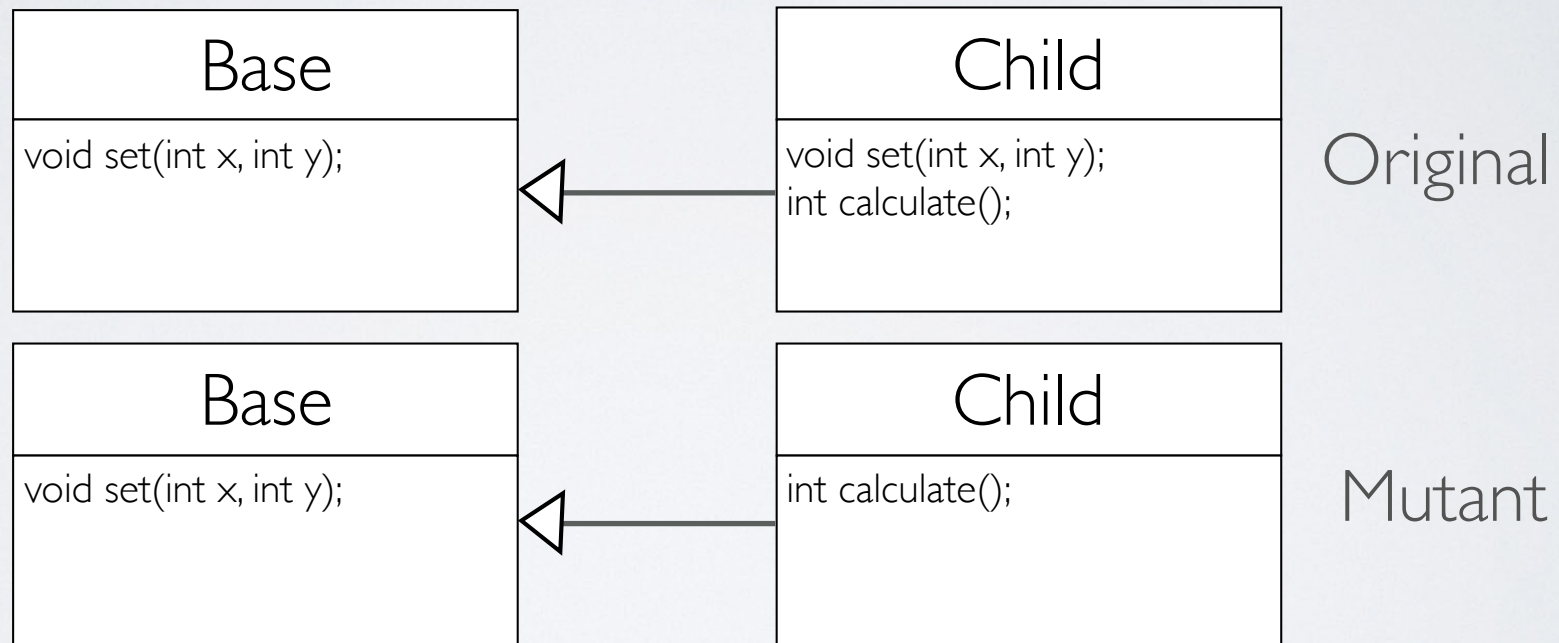 Base
void set(int x, int y);
Child
void set(int x, int y);
int calculate();
Original
Base
void set(int x, int y);
Child
int calculate();
Mutant